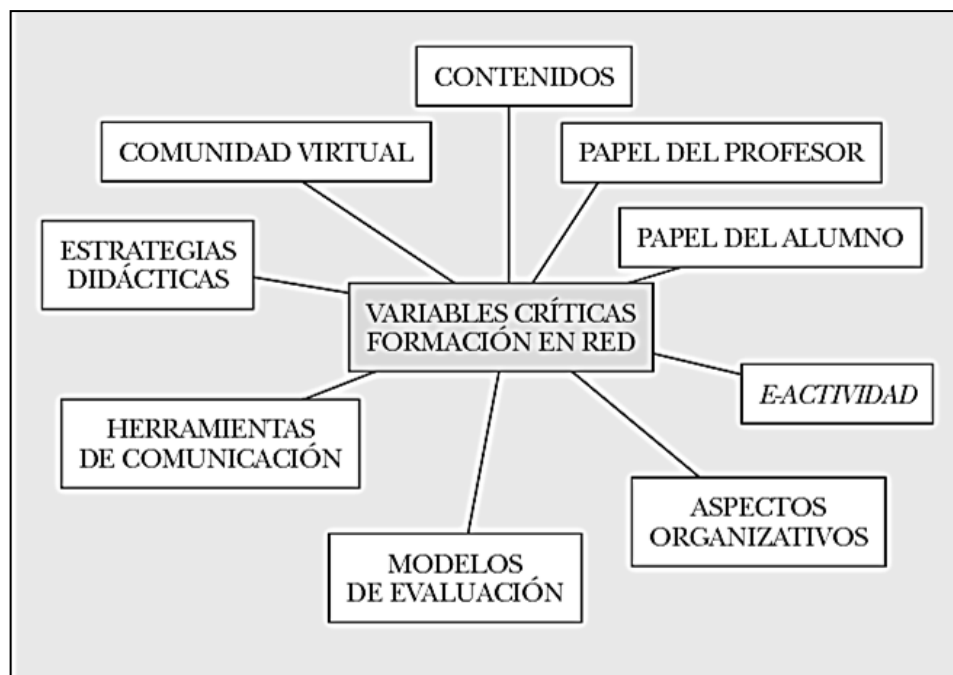 CONTENIDOS
COMUNIDAD VIRTUAL
PAPEL DEL PROFESOR
ESTRATEGIAS
DIDÁCTICAS
PAPEL DEL ALUMNO
VARIABLES CRÍTICAS
FORMACIÓN EN RED
E-ACTIVIDAD
HERRAMIENTAS
DE COMUNICACIÓN
ASPECTOS
ORGANIZATIVOS
MODELOS
DE EVALUACIÓN